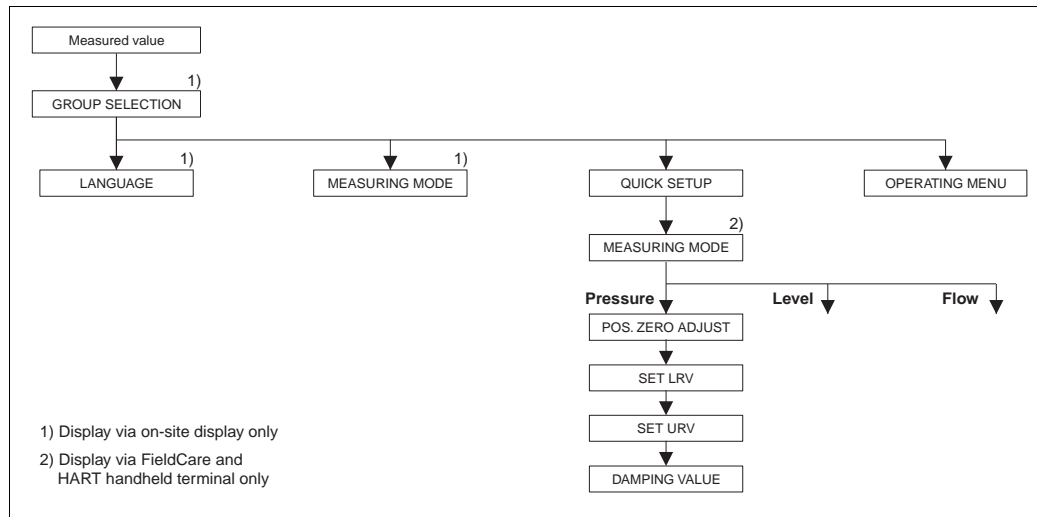 Measured value
1)
GROUP SELECTION
1)
1)
LANGUAGE
MEASURING MODE
QUICK SETUP
OPERATING MENU
2)
MEASURING MODE
Pressure
Level
Flow
POS. ZERO ADJUST
SET LRV
SET URV
DAMPING VALUE
1) Display via on-site display only
2) Display via FieldCare and
HART handheld terminal only